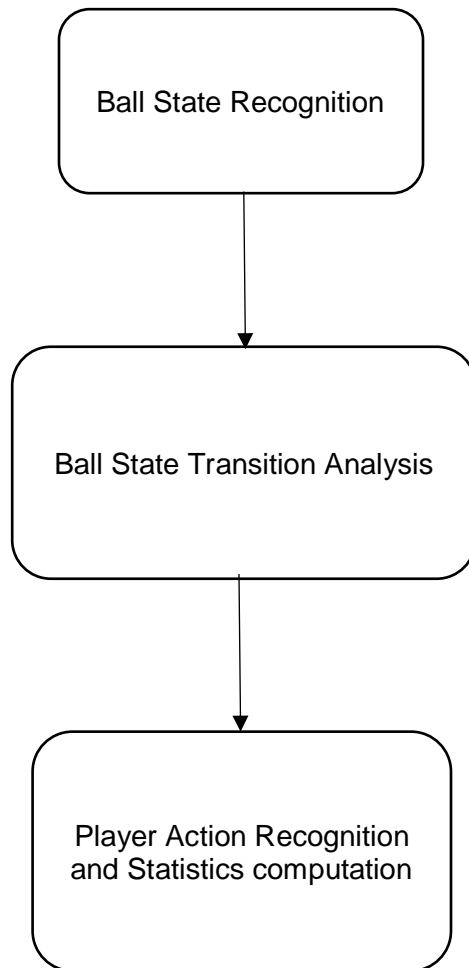 Ball State Recognition
Ball State Transition Analysis
Player Action Recognition
and Statistics computation